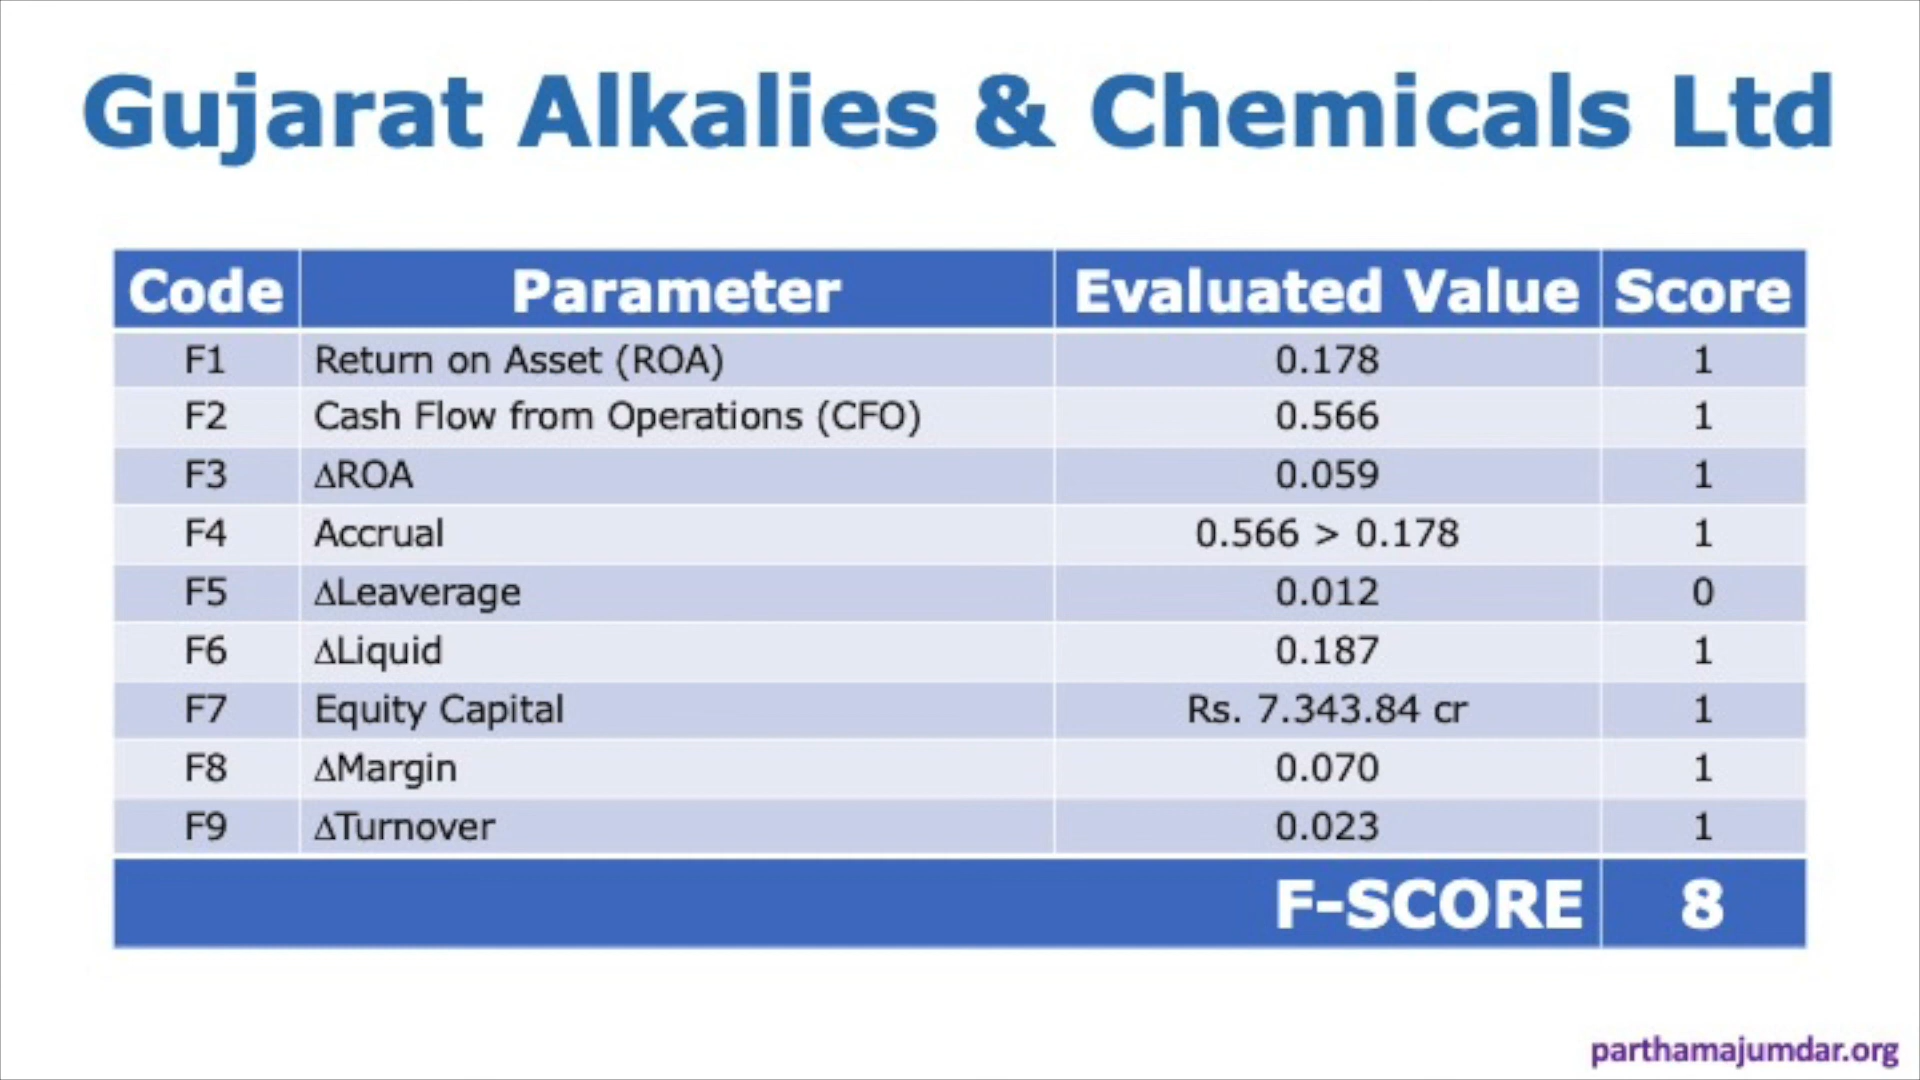 Gujarat Alkalies & Chemicals Ltd
Code Parameter Evaluated Value Score
F1 Return on Asset (ROA) 0.178 1
F2 Cash Flow from Operations (CFO) 0.566 1
F3 ΔROA 0.059 1
F4 Accrual 0.566 > 0.178 1
F5 ΔLeaverage 0.012 0
F6 ΔLiquid 0.187 1
F7 Equity Capital Rs. 7.343.84 cr 1
F8 ΔMargin 0.070 1
F9 ΔTurnover 0.023 1
F-SCORE 8
parthamajumdar.org